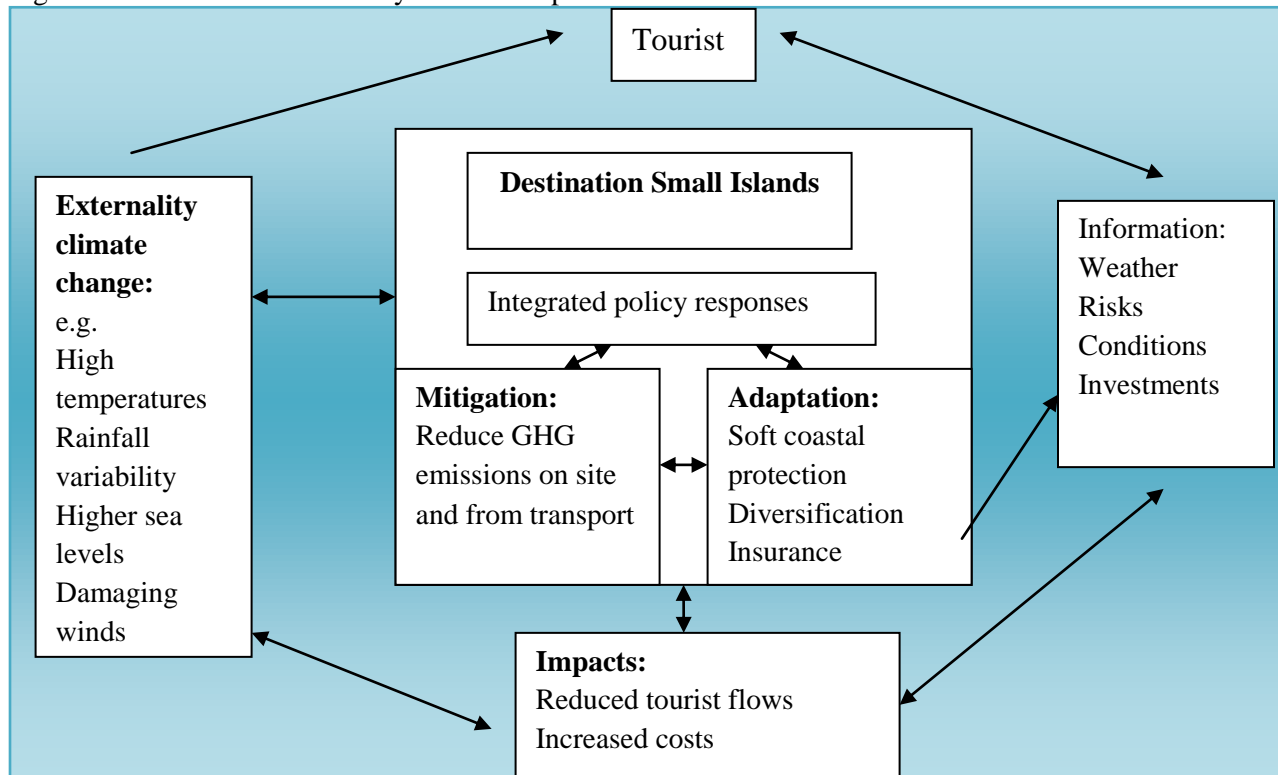 Tourist
Destination Small Islands
Externality
climate
change:
e.g.
High
temperatures
Rainfall
variability
Higher sea
levels
Damaging
winds
Integrated policy responses
Mitigation:
Reduce GHG
emissions on site
and from transport
Adaptation:
Soft coastal
protection
Diversification
Insurance
Information:
Weather
Risks
Conditions
Investments
Impacts:
Reduced tourist flows
Increased costs